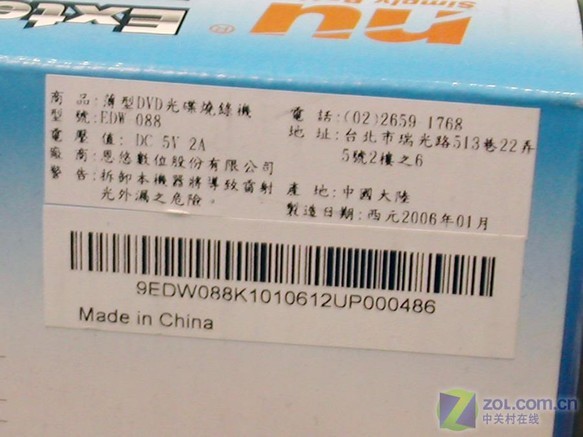 Exte
nu®
Simply Be
商 品:薄型DVD光碟燒錄機
型 號:EDW 088
電 壓 值: DC 5V 2A
廠 商:恩悠數位股份有限公司
警 告:拆卸本機器將導致雷射
光外漏之危險。
電 話:(02)2659-1768
地 址:台北市瑞光路513巷22弄
5號2樓之6
產 地:中國大陸
製造日期:西元2006年01月
9EDW088K1010612UP000486
Made in China
zol.com.cn
中关村在线